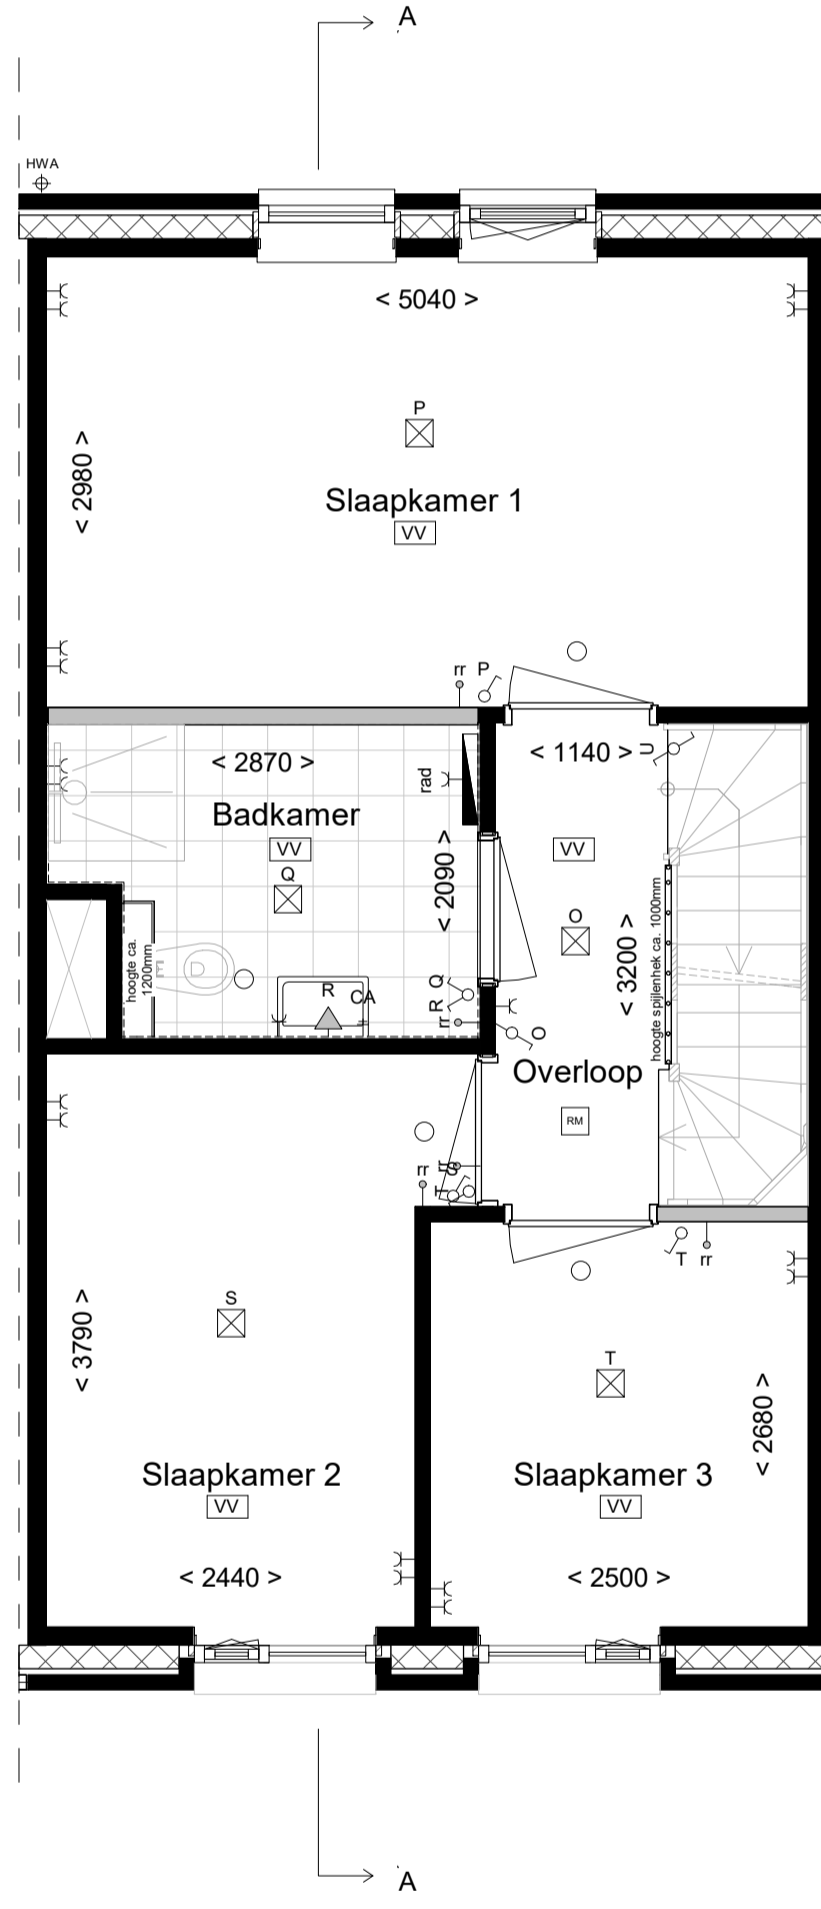 A
HWA
< 5040 >
P
< 2980 >
Slaapkamer 1
VV
rr P
< 2870 >
< 1140 >
U
rad
Badkamer
VV
VV
Q
< 2090 >
O
< 3200 >
hoogte spijlenhek ca. 1000mm
hoogte ca.
1200mm
R
CA
Q
R
rr
O
Overloop
RM
rr
rr
S
T
T rr
S
< 3790 >
T
< 2680 >
Slaapkamer 2
Slaapkamer 3
VV
VV
< 2440 >
< 2500 >
A